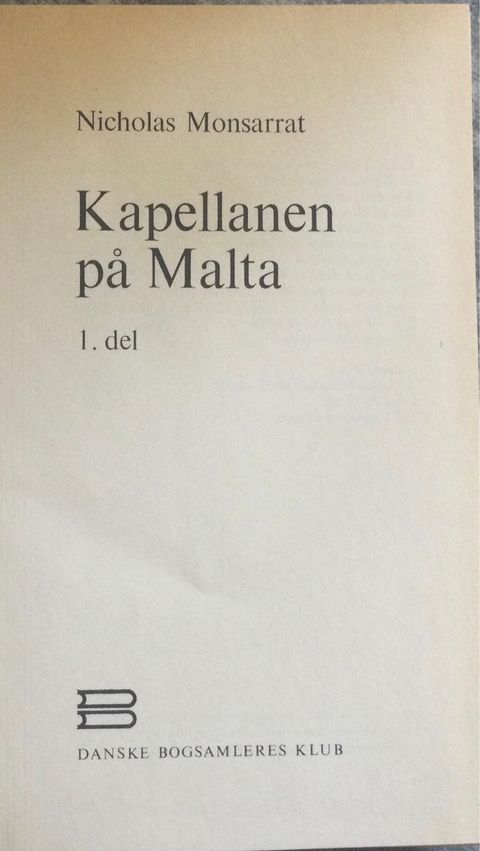 Nicholas Monsarrat
Kapellanen
på Malta
1. del
DANSKE BOGSAMLERES KLUB